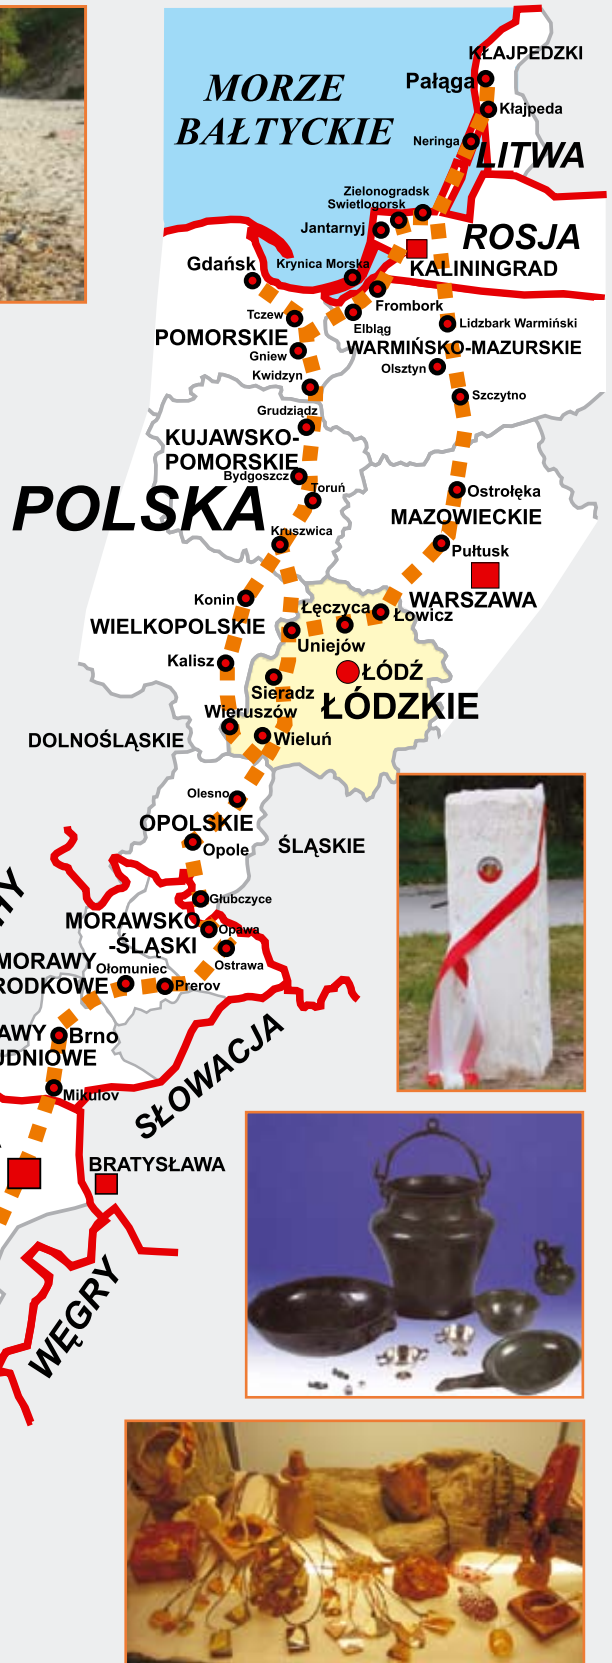 KŁAJPEDZKI
Pałąga
Kłajpeda
MORZE
BAŁTYCKIE
Neringa
LITWA
Zielonogradsk
Swietlogorsk
Jantarnyj
ROSJA
KALININGRAD
Gdańsk
Krynica Morska
Frombork
Tczew
Elbląg
Lidzbark Warmiński
POMORSKIE
Gniew
WARMIŃSKO-MAZURSKIE
Olsztyn
Kwidzyn
Szczytno
Grudziądz
KUJAWSKO-
POMORSKIE
Bydgoszcz
Toruń
Ostrołęka
POLSKA
MAZOWIECKIE
Kruszwica
Pułtusk
Konin
WARSZAWA
Łęczyca
Łowicz
WIELKOPOLSKIE
Uniejów
Kalisz
ŁÓDŹ
Sieradz
ŁÓDZKIE
Wieruszów
DOLNOŚLĄSKIE
Wieluń
Olesno
OPOLSKIE
Opole
ŚLĄSKIE
HY
Głubczyce
MORAWSKO
-ŚLĄSKI
Opawa
MORAWY
Ostrawa
Ołomuniec
RODKOWE
Prerov
AWY
Brno
UDNIOWE
Mikulov
SŁOWACJA
BRATYSŁAWA
WĘGRY